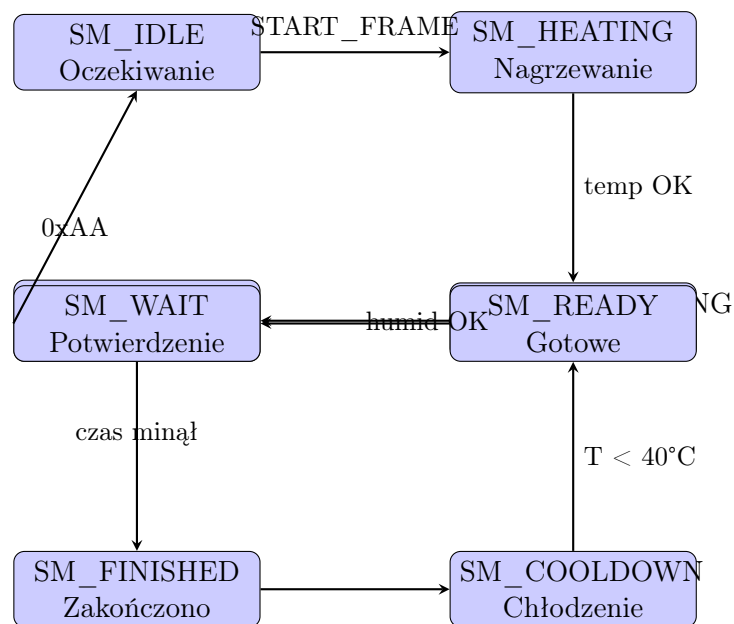 SM_IDLE
Oczekiwanie
START_FRAME
SM_HEATING
Nagrzewanie
temp OK
0xAA
SM_WAIT
Potwierdzenie
humid OK
SM_READY
Gotowe
czas minął
T < 40°C
SM_FINISHED
Zakończono
SM_COOLDOWN
Chłodzenie